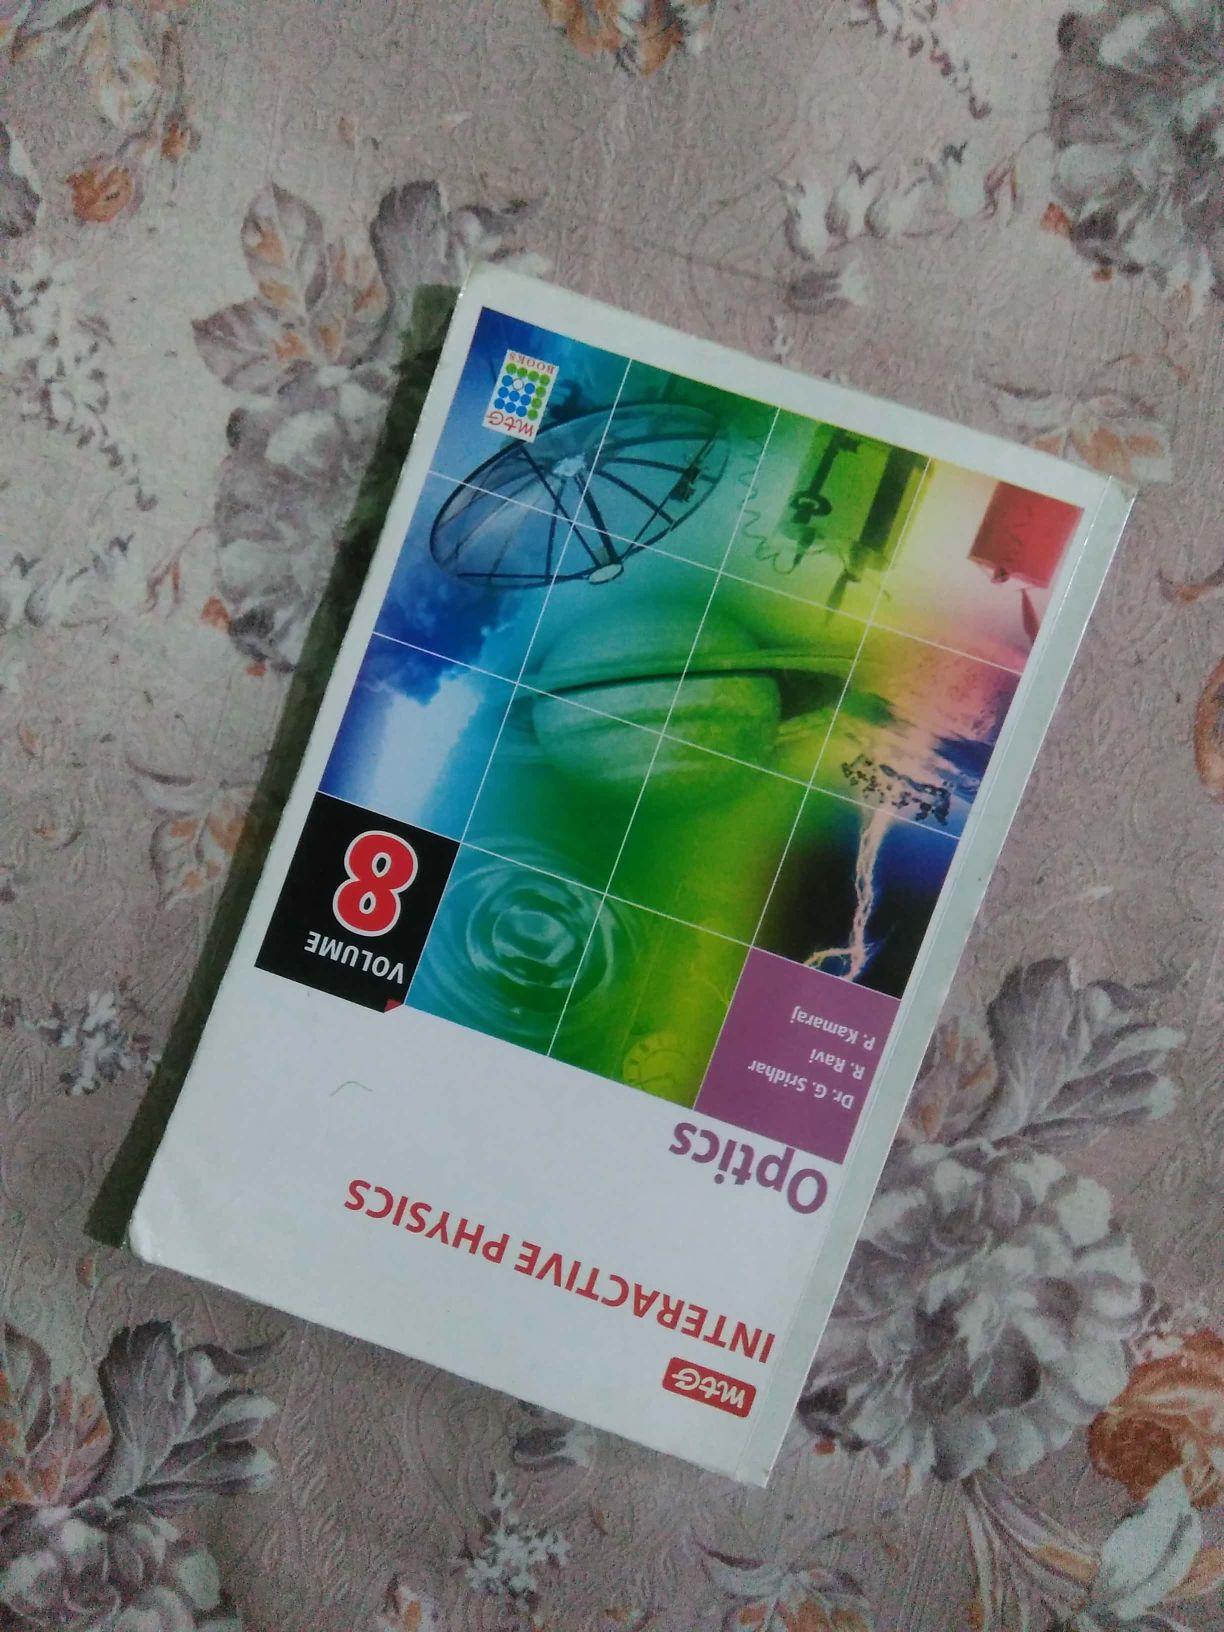 mtG
INTERACTIVE PHYSICS
Optics
Dr. G. Sridhar
R. Ravi
P. Kamaraj
VOLUME
8
mtG
BOOKS